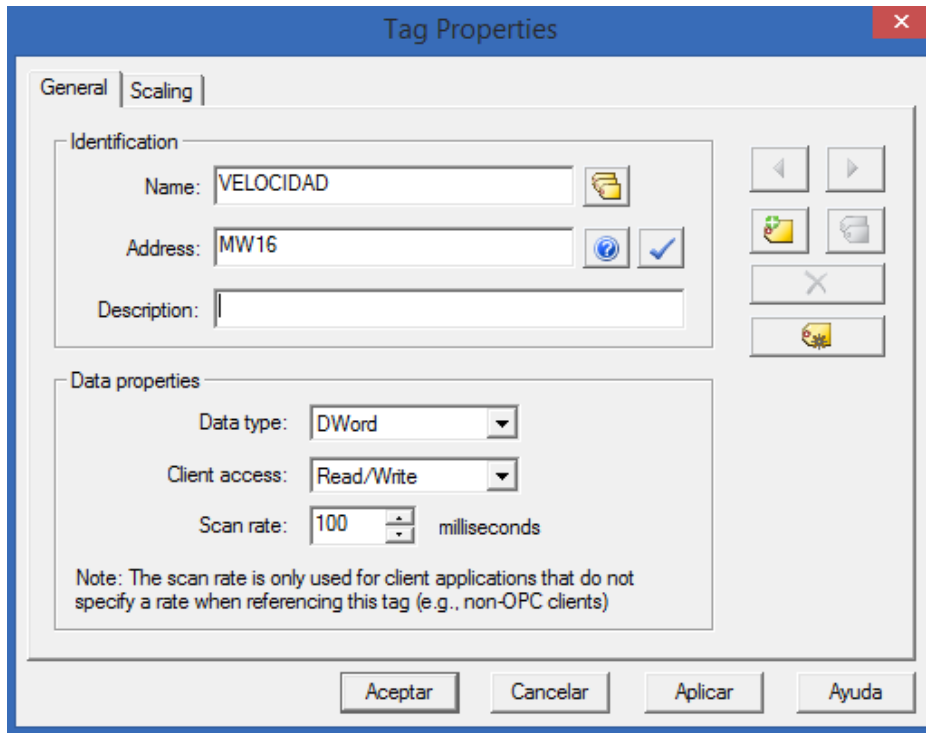 Tag Properties
General Scaling
Identification
Name: VELOCIDAD
Address: MW16
Description:
Data properties
Data type: DWord
Client access: Read/Write
Scan rate: 100 milliseconds
Note: The scan rate is only used for client applications that do not
specify a rate when referencing this tag (e.g., non-OPC clients)
Aceptar Cancelar Aplicar Ayuda